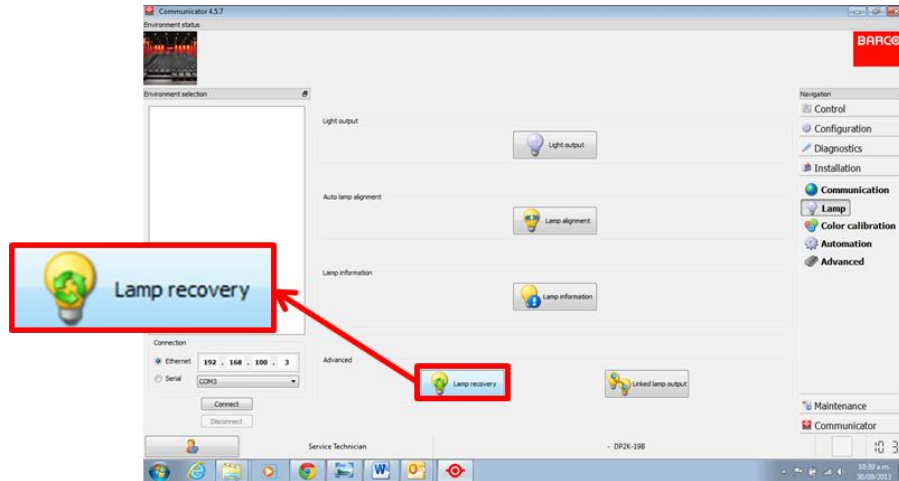 Communicator 4.5.7
Environment status
BARCO
Environment selection
Navigation
Control
Configuration
Diagnostics
Installation
Communication
Lamp
Color calibration
Automation
Advanced
Light output
Light output
Auto lamp alignment
Lamp alignment
Lamp information
Lamp information
Lamp recovery
Connection
Ethernet 192 . 168 . 100 . 3
Serial COM3
Connect
Disconnect
Advanced
Lamp recovery
Linked lamp output
Maintenance
Communicator
Service Technician
- DP2K-19B
10 3
10:39 a.m.
30/09/2013